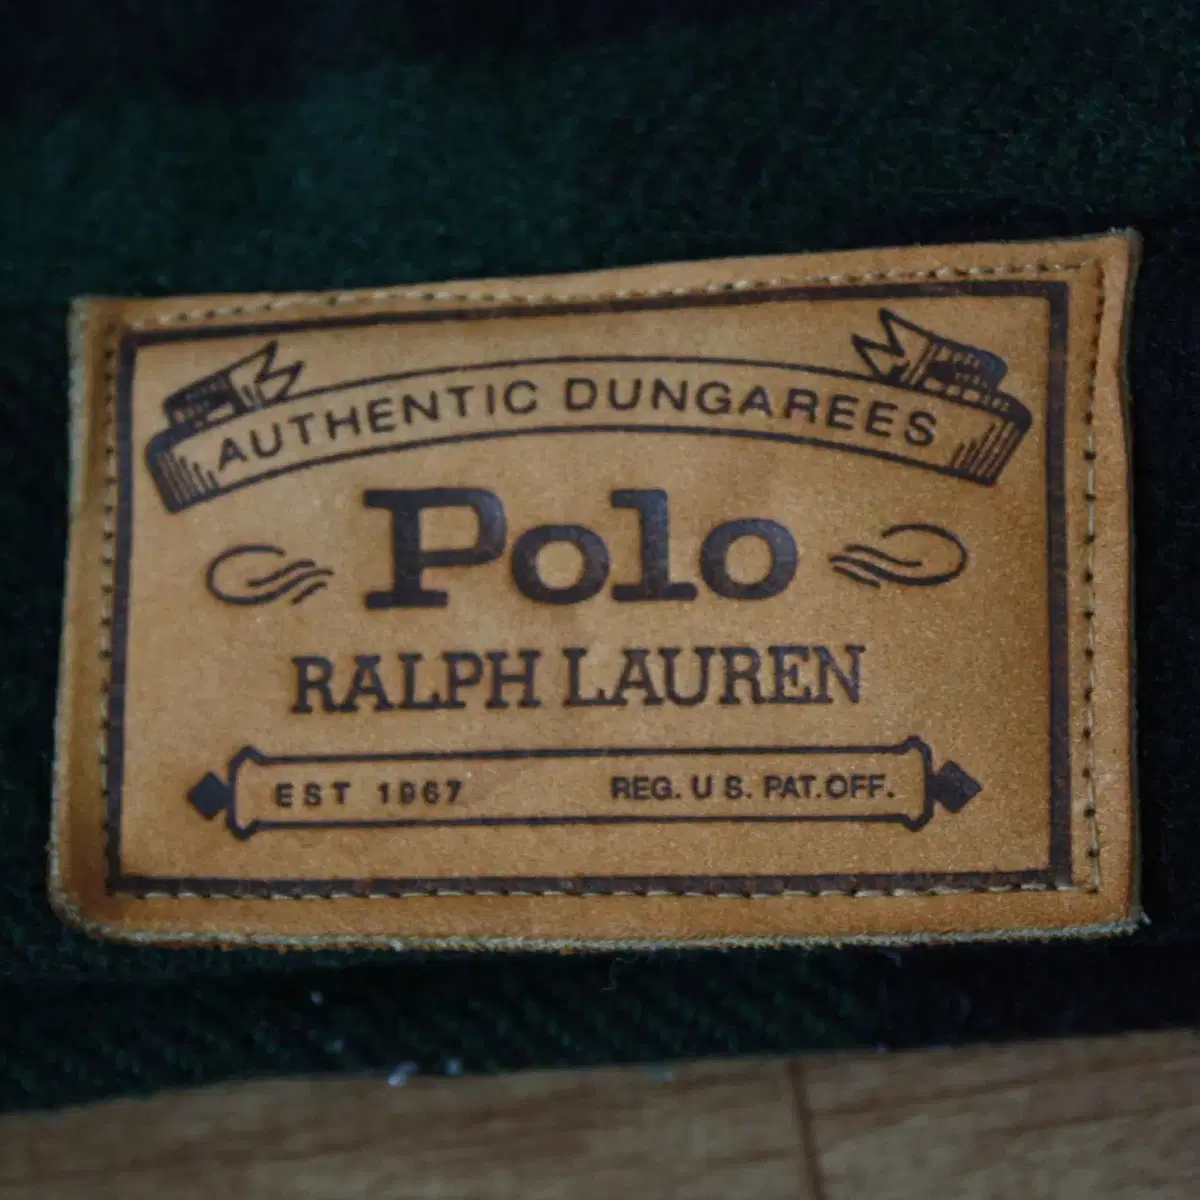 AUTHENTIC DUNGAREES
Polo
RALPH LAUREN
EST 1967 REG. U S. PAT. OFF.